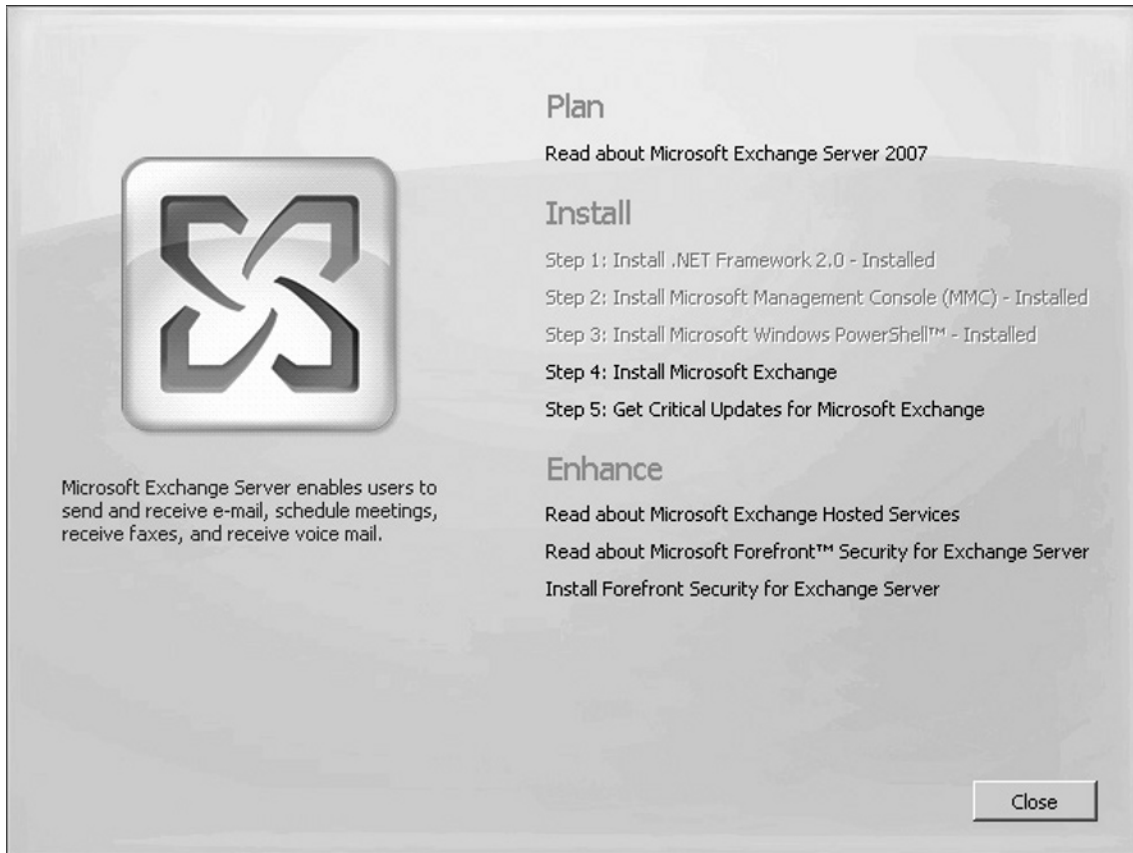 Plan
Read about Microsoft Exchange Server 2007
Install
Step 1: Install .NET Framework 2.0 - Installed
Step 2: Install Microsoft Management Console (MMC) - Installed
Step 3: Install Microsoft Windows PowerShell™ - Installed
Step 4: Install Microsoft Exchange
Step 5: Get Critical Updates for Microsoft Exchange
Microsoft Exchange Server enables users to
send and receive e-mail, schedule meetings,
receive faxes, and receive voice mail.
Enhance
Read about Microsoft Exchange Hosted Services
Read about Microsoft Forefront™ Security for Exchange Server
Install Forefront Security for Exchange Server
Close